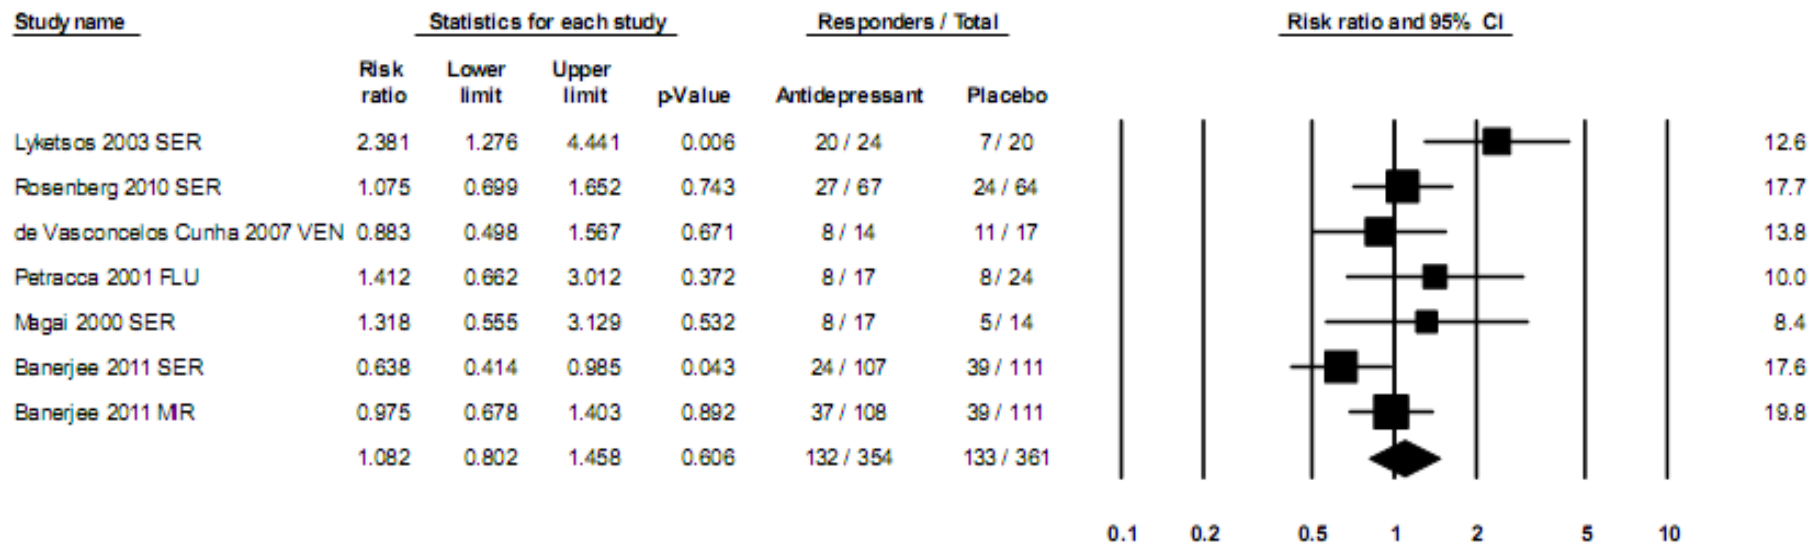 Study name Statistics for each study Responders / Total Risk ratio and 95% CI
Risk ratio Lower limit Upper limit p-Value Antidepressant Placebo
Lyketsos 2003 SER 2.381 1.276 4.441 0.006 20 / 24 7 / 20 12.6
Rosenberg 2010 SER 1.075 0.699 1.652 0.743 27 / 67 24 / 64 17.7
de Vasconcelos Cunha 2007 VEN 0.883 0.498 1.567 0.671 8 / 14 11 / 17 13.8
Petracca 2001 FLU 1.412 0.662 3.012 0.372 8 / 17 8 / 24 10.0
Magai 2000 SER 1.318 0.555 3.129 0.532 8 / 17 5 / 14 8.4
Banerjee 2011 SER 0.638 0.414 0.985 0.043 24 / 107 39 / 111 17.6
Banerjee 2011 MIR 0.975 0.678 1.403 0.892 37 / 108 39 / 111 19.8
1.082 0.802 1.458 0.606 132 / 354 133 / 361
0.1 0.2 0.5 1 2 5 10